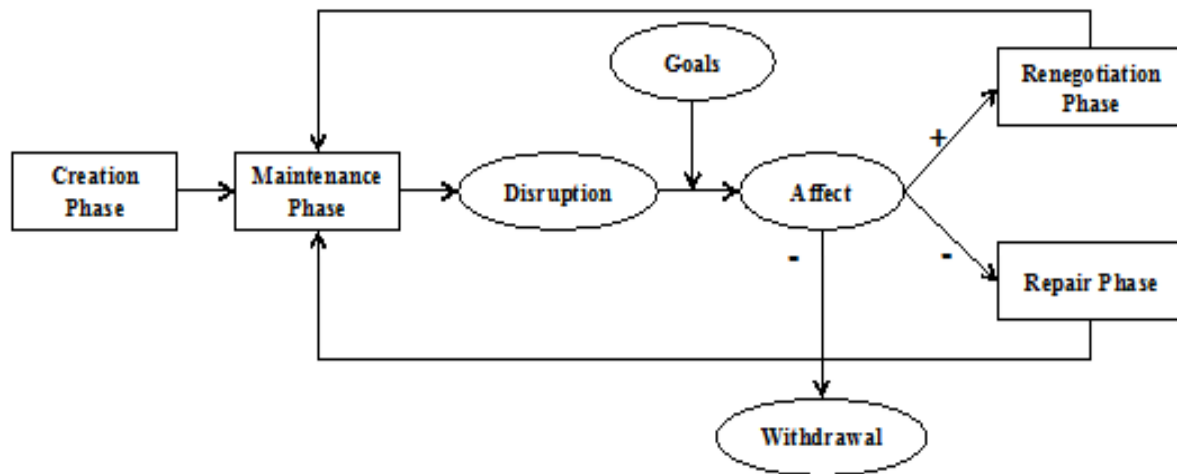 Goals
Renegotiation
Phase
+
Creation
Phase
Maintenance
Phase
Disruption
Affect
-
-
Repair Phase
Withdrawal